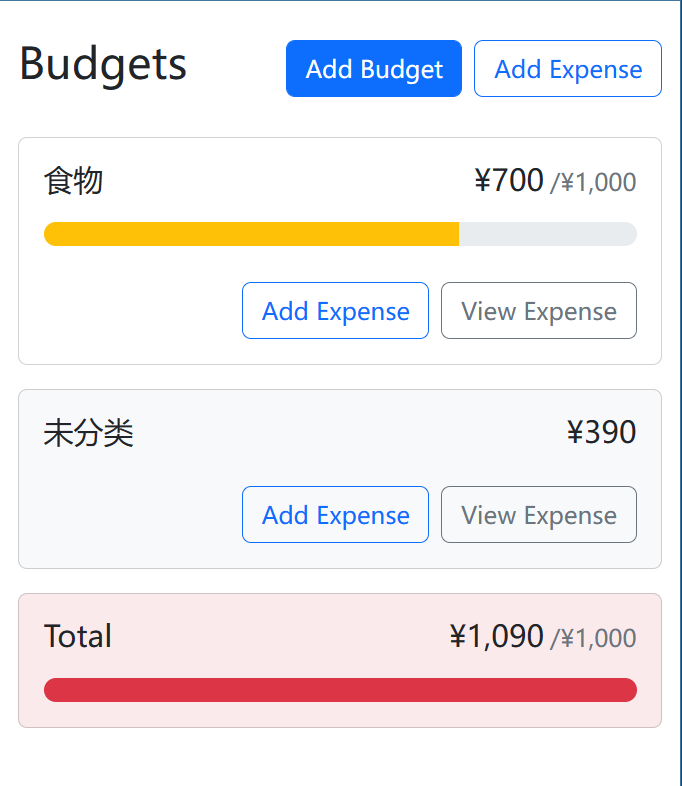 Budgets Add Budget Add Expense
食物 ¥700 /¥1,000
Add Expense View Expense
未分类 ¥390
Add Expense View Expense
Total ¥1,090 /¥1,000